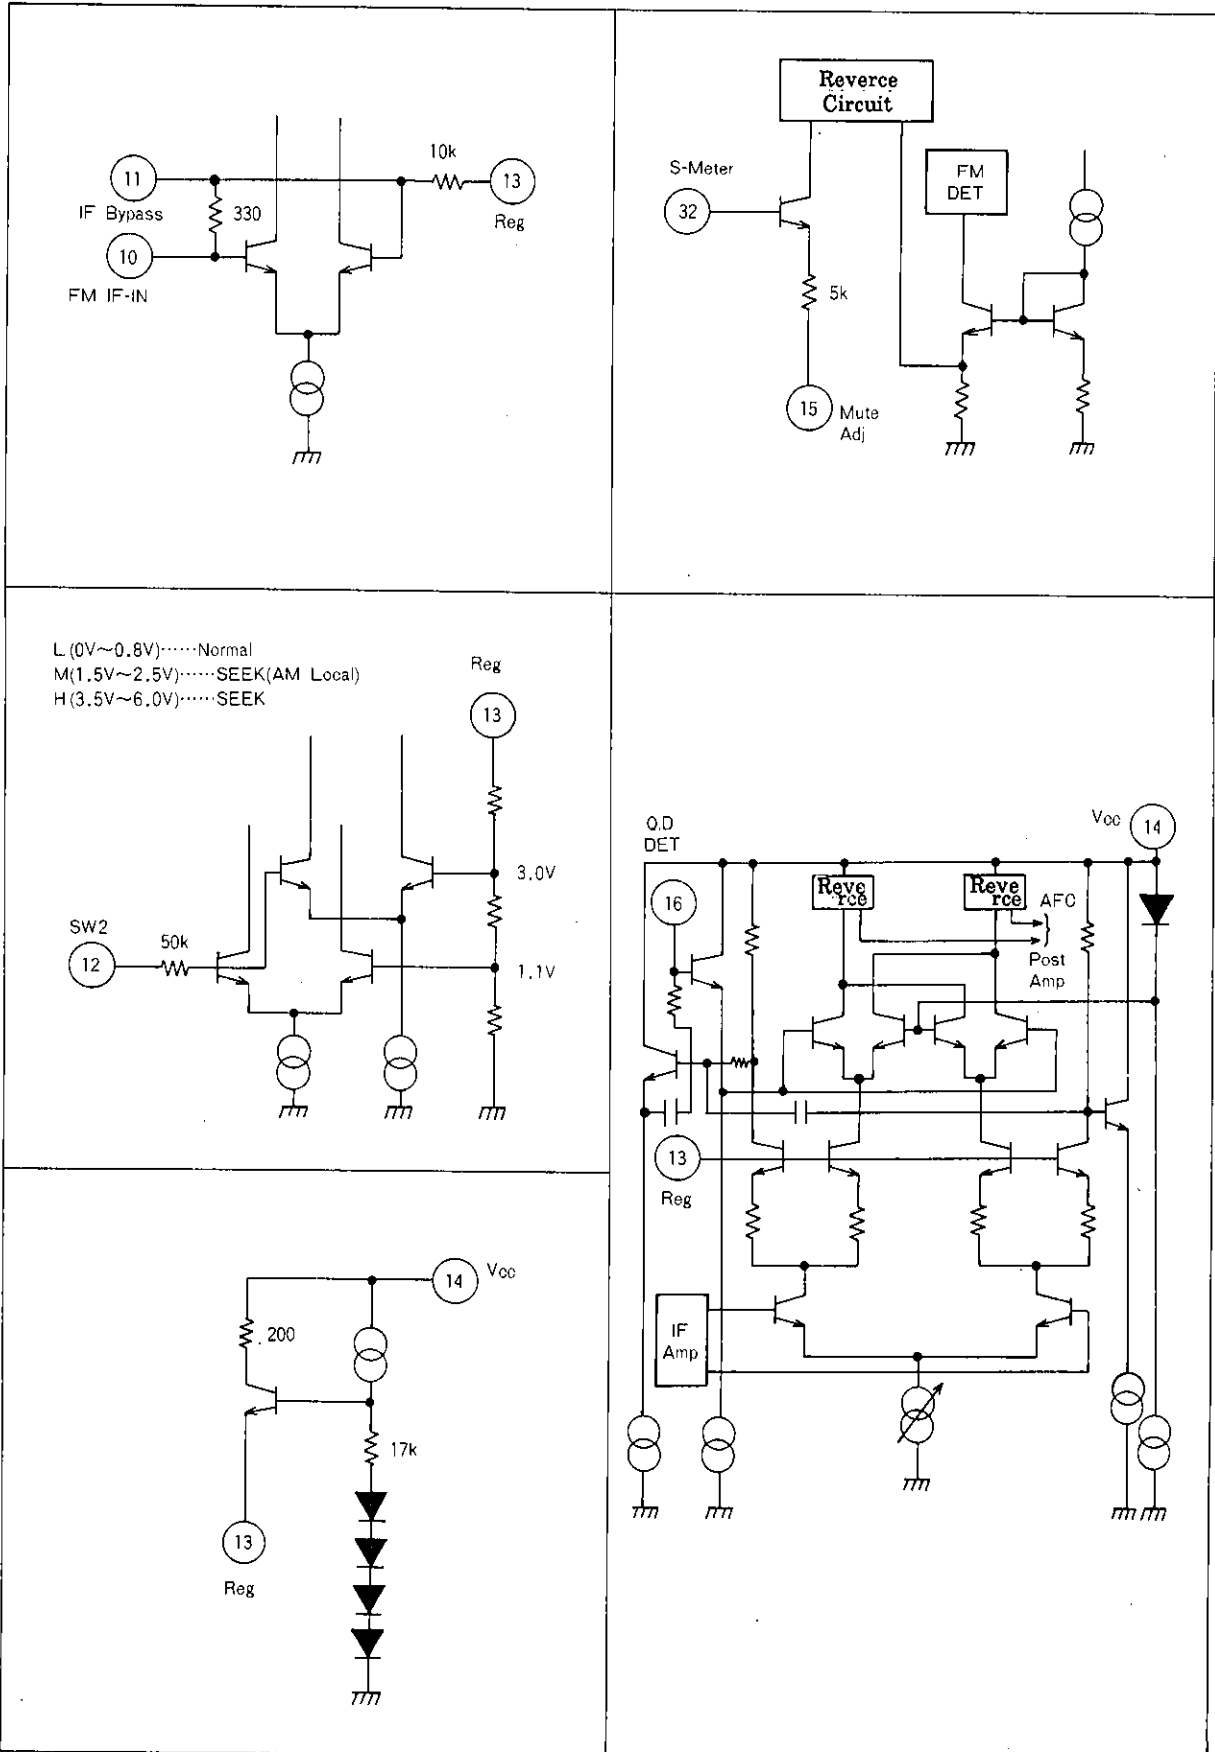 11
IF Bypass
10k
13
Reg
330
10
FM IF-IN
Reverce
Circuit
S-Meter
32
FM
DET
5k
15
Mute
Adj
L (0V~0.8V)······Normal
M(1.5V~2.5V)······SEEK(AM Local)
H(3.5V~6.0V)······SEEK
Reg
13
3.0V
SW2
12
50k
1.1V
14
Vcc
200
17k
13
Reg
Q.D
DET
Vcc
14
16
Reve
rce
Reve
rce
AFC
Post
Amp
13
Reg
IF
Amp